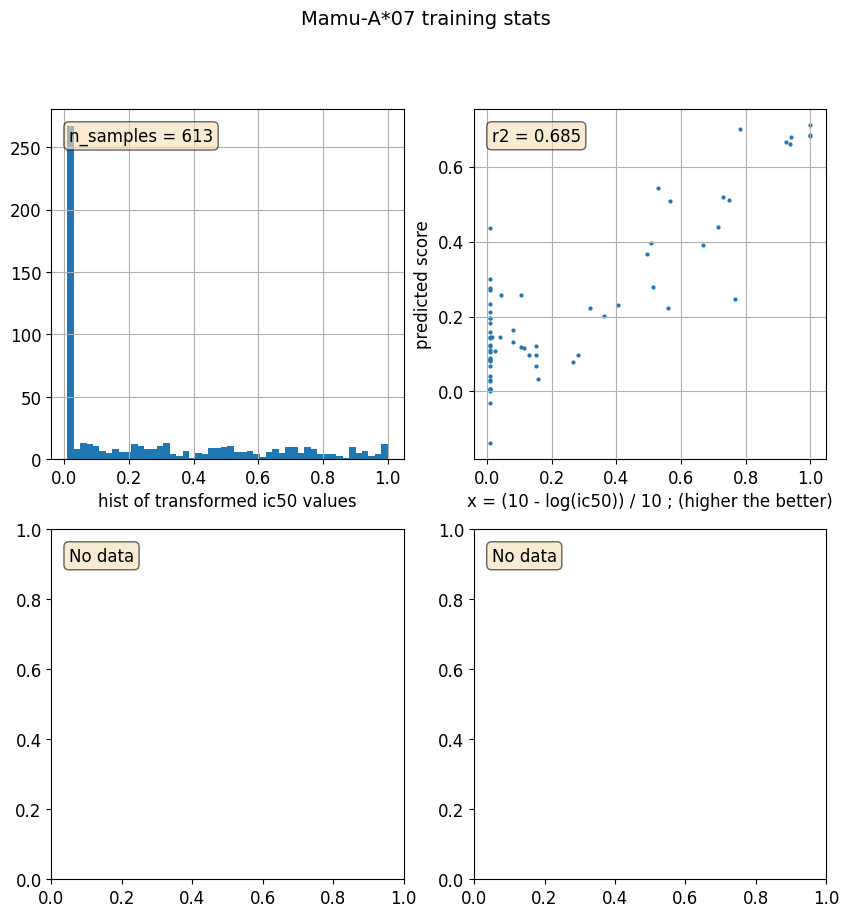 Mamu-A*07 training stats
n_samples = 613
250
200
150
100
50
0
0.0 0.2 0.4 0.6 0.8 1.0
hist of transformed ic50 values
r2 = 0.685
predicted score
0.6
0.4
0.2
0.0
0.0 0.2 0.4 0.6 0.8 1.0
x = (10 - log(ic50)) / 10 ; (higher the better)
No data
1.0
0.8
0.6
0.4
0.2
0.0
0.0 0.2 0.4 0.6 0.8 1.0
No data
1.0
0.8
0.6
0.4
0.2
0.0
0.0 0.2 0.4 0.6 0.8 1.0